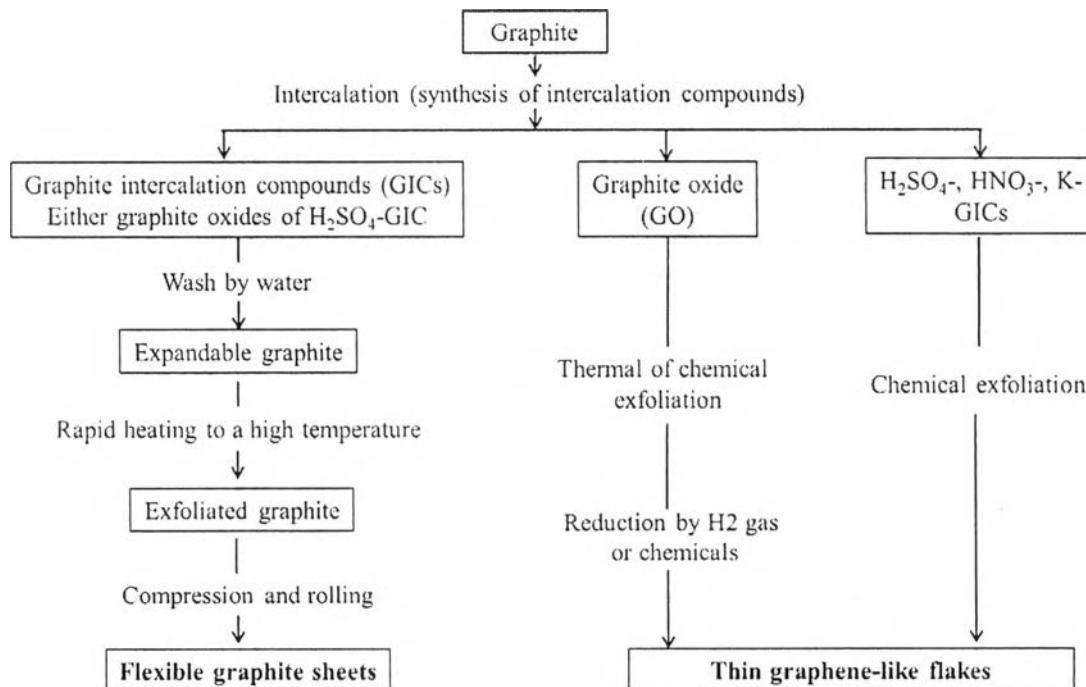 Graphite
Intercalation (synthesis of intercalation compounds)
Graphite intercalation compounds (GICs)
Either graphite oxides of H₂SO₄-GIC
Graphite oxide
(GO)
H₂SO₄-, HNO₃-, K-
GICs
Wash by water
Expandable graphite
Thermal of chemical
exfoliation
Chemical exfoliation
Rapid heating to a high temperature
Exfoliated graphite
Reduction by H2 gas
or chemicals
Compression and rolling
Flexible graphite sheets
Thin graphene-like flakes